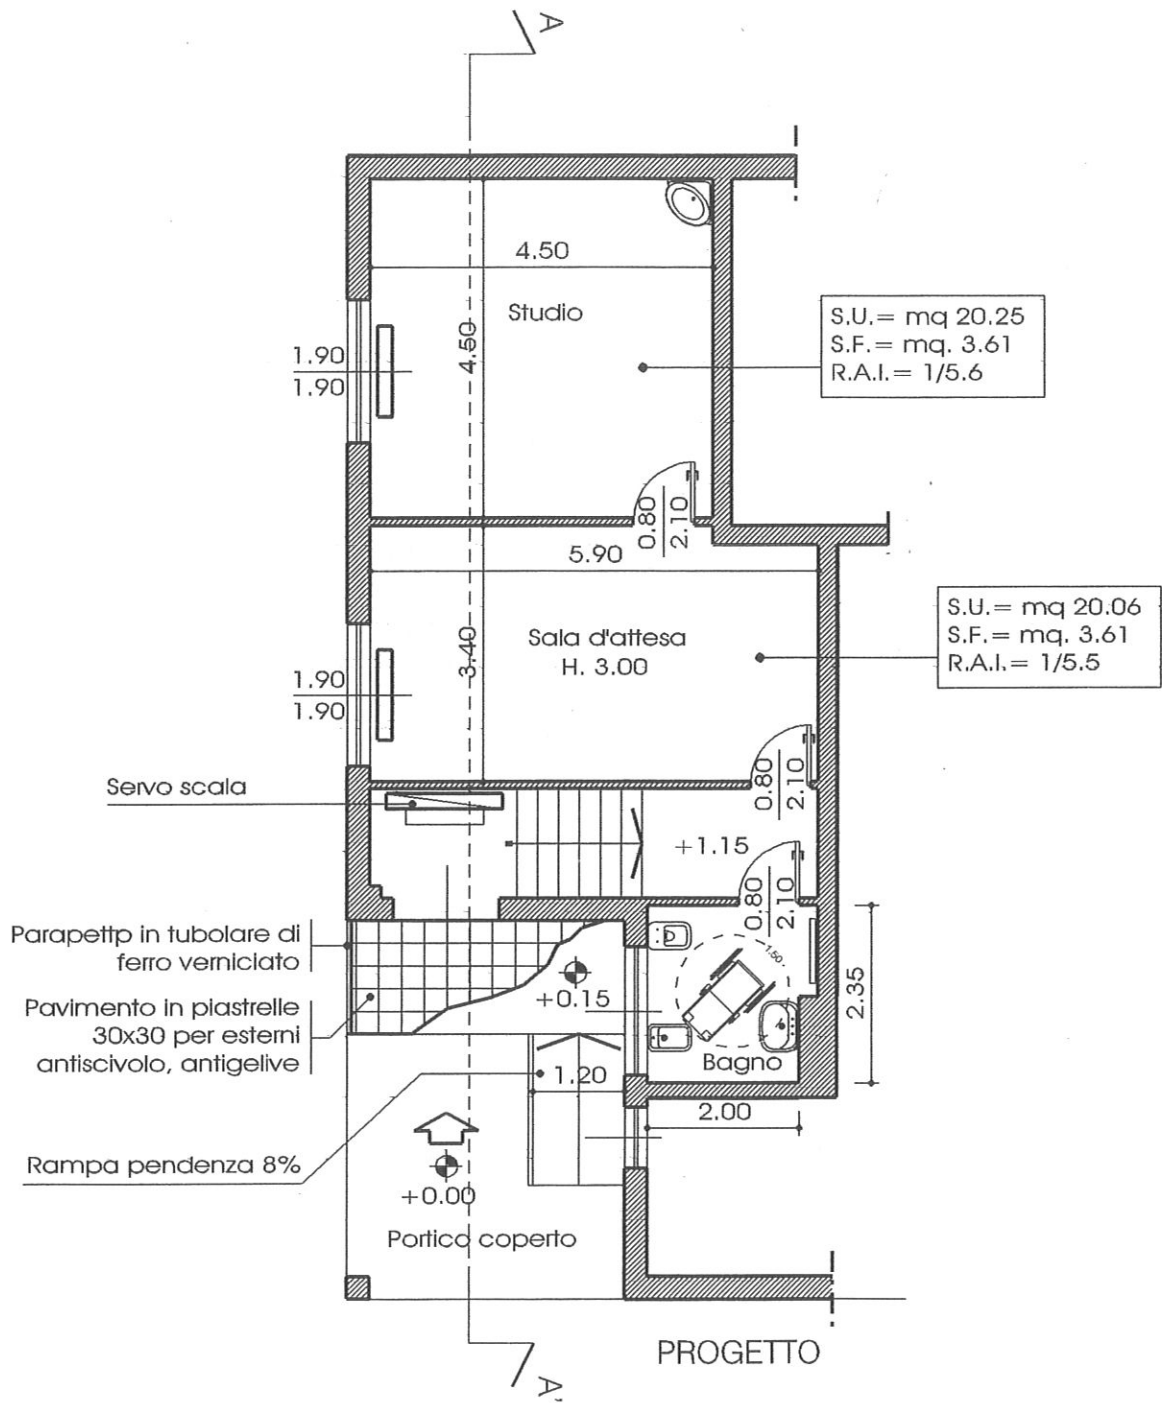 A
4.50
Studio
4.50
1.90
1.90
S.U.= mq 20.25
S.F.= mq. 3.61
R.A.I.= 1/5.6
0.80
2.10
5.90
Sala d'attesa
H. 3.00
3.40
1.90
1.90
S.U.= mq 20.06
S.F.= mq. 3.61
R.A.I.= 1/5.5
0.80
2.10
Servo scala
+1.15
0.80
2.10
Parapettp in tubolare di
ferro verniciato
+0.15
1.50
2.35
Pavimento in piastrelle
30x30 per esterni
antiscivolo, antigelive
Bagno
1.20
2.00
Rampa pendenza 8%
+0.00
Portico coperto
PROGETTO
A'